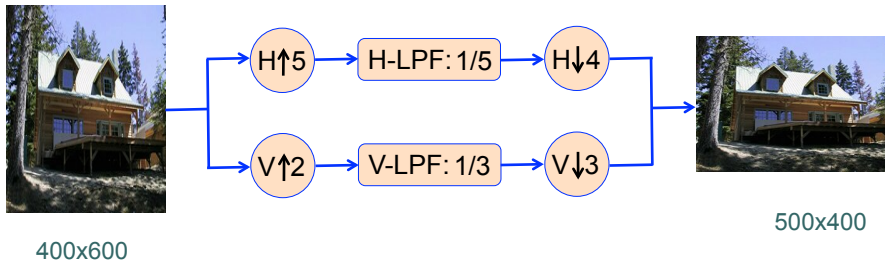 H↑5
H-LPF: 1/5
H↓4
V↑2
V-LPF: 1/3
V↓3
400x600
500x400